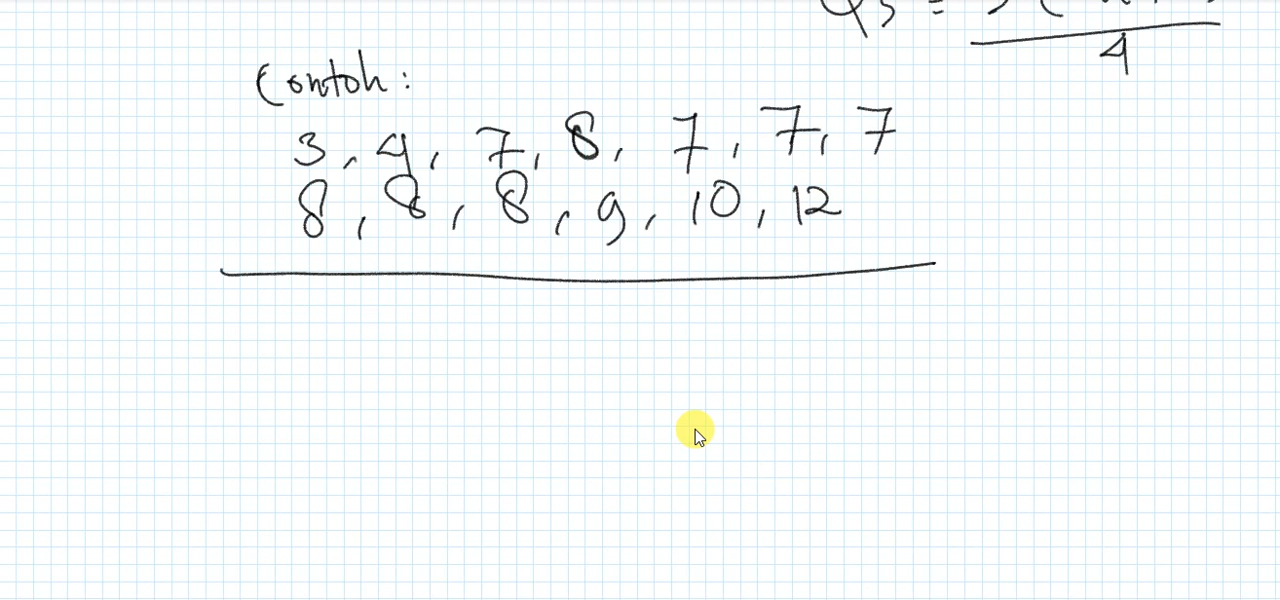 4
Contoh:
3, 4, 7, 8, 7, 7, 7
8, 8, 8, 9, 10, 12